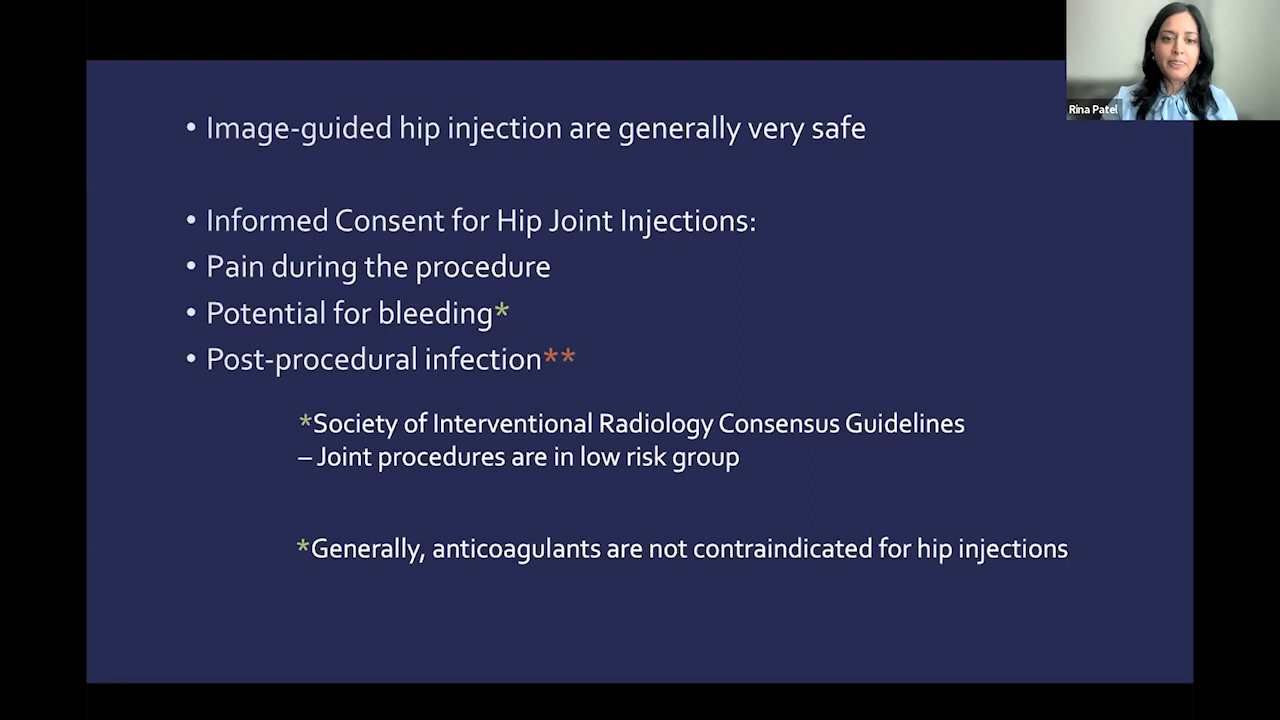 Rina Patel
• Image-guided hip injection are generally very safe
• Informed Consent for Hip Joint Injections:
• Pain during the procedure
• Potential for bleeding*
• Post-procedural infection**
*Society of Interventional Radiology Consensus Guidelines
– Joint procedures are in low risk group
*Generally, anticoagulants are not contraindicated for hip injections